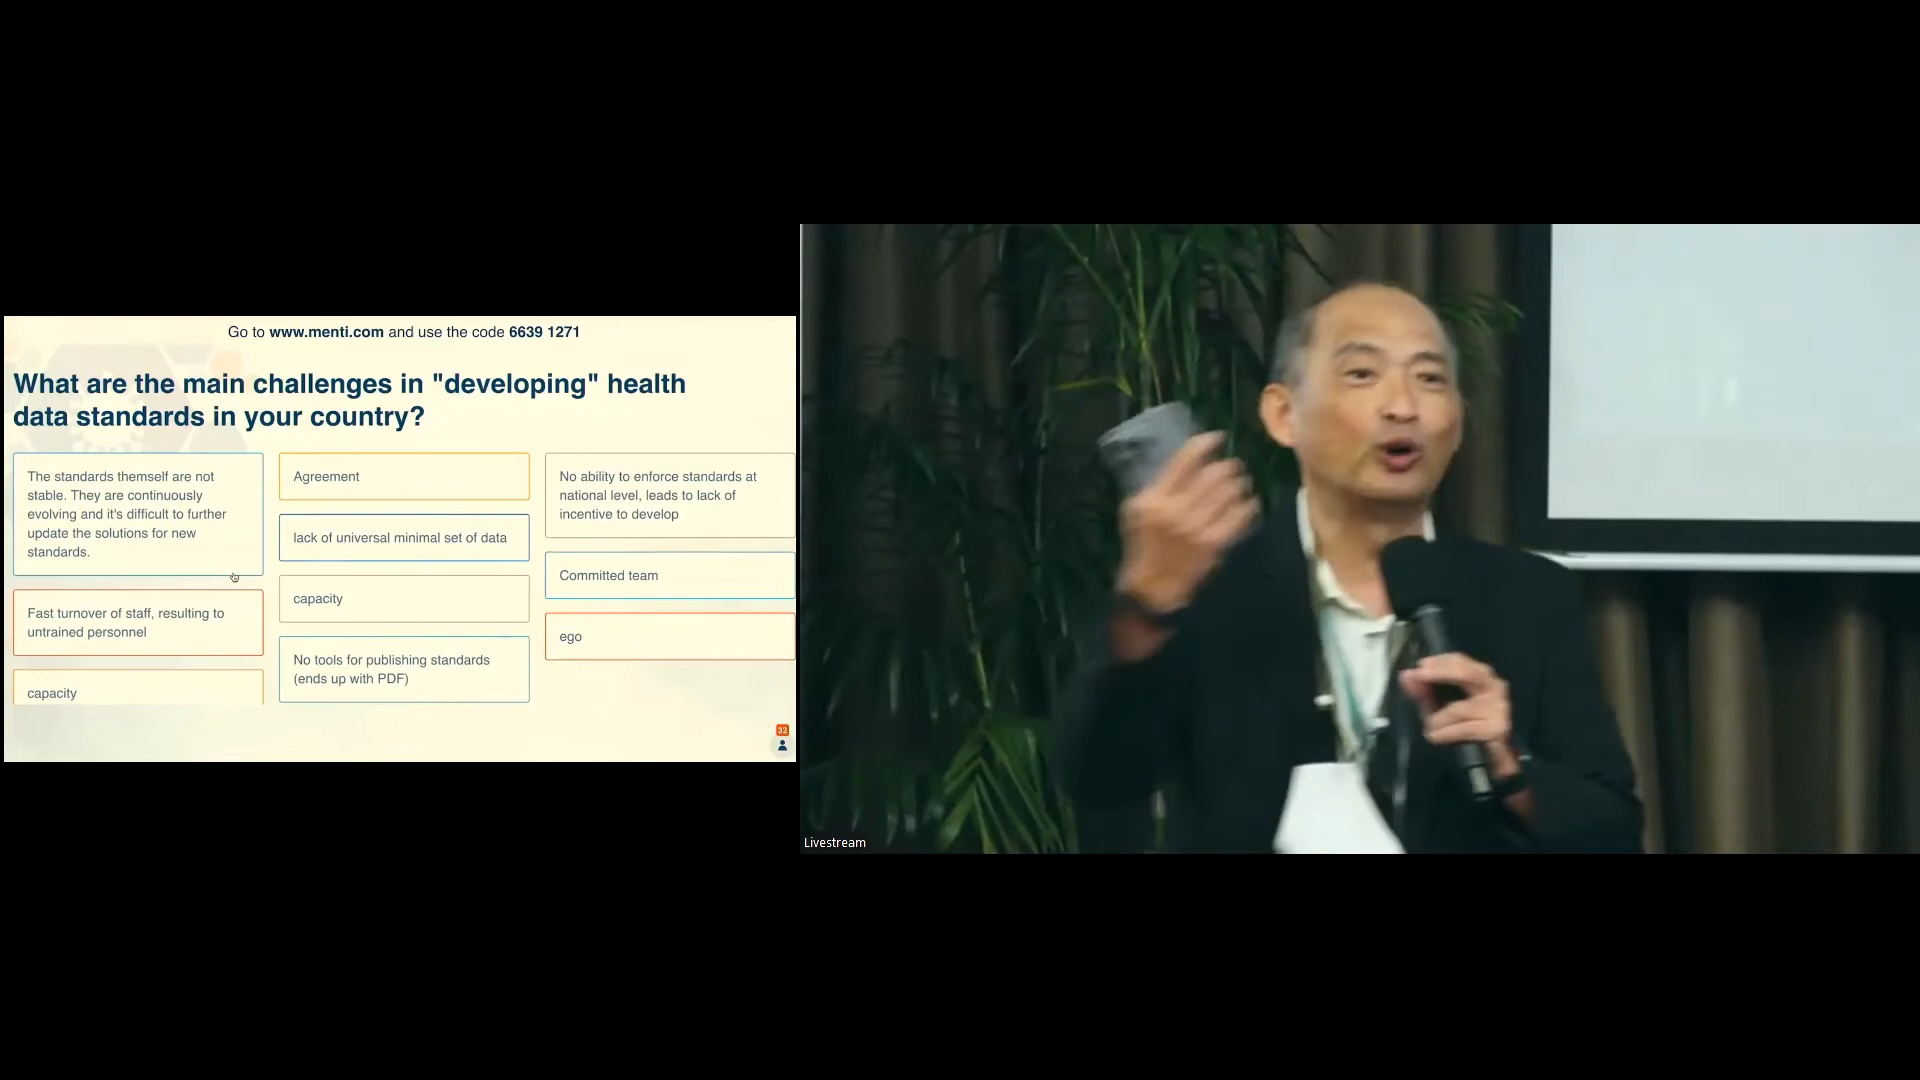 Go to www.menti.com and use the code 6639 1271
What are the main challenges in "developing" health
data standards in your country?
The standards themself are not
stable. They are continuously
evolving and it's difficult to further
update the solutions for new
standards.
Fast turnover of staff, resulting to
untrained personnel
capacity
Agreement
lack of universal minimal set of data
capacity
No tools for publishing standards
(ends up with PDF)
No ability to enforce standards at
national level, leads to lack of
incentive to develop
Committed team
ego
32
Livestream